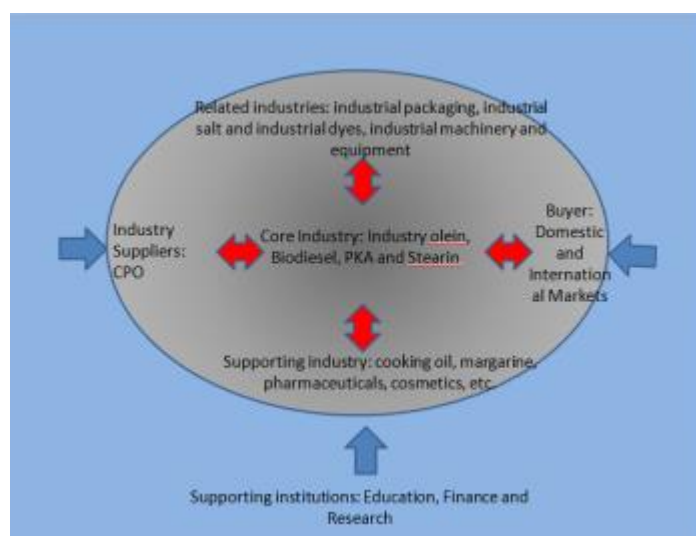 Related industries: industrial packaging, industrial
salt and industrial dyes, industrial machinery and
equipment
Industry
Suppliers:
CPO
Core Industry: Industry olein,
Biodiesel, PKA and Stearin
Buyer:
Domestic
and
Internation
al Markets
Supporting industry: cooking oil, margarine,
pharmaceuticals, cosmetics, etc.
Supporting institutions: Education, Finance and
Research